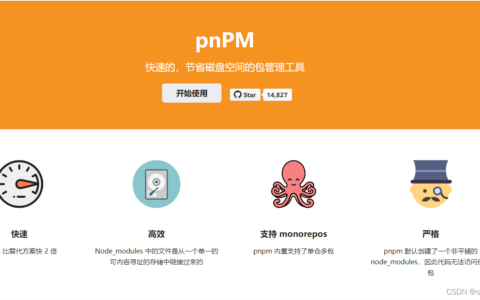 pnPM
快速的，节省磁盘空间的包管理工具
开始使用
Star 14,827
快速
高效
支持 monorepos
严格
比替代方案快 2 倍
Node_modules 中的文件是从一个单一的
可内容寻址的存储中链接过来的
pnpm 内置支持了单仓多包
pnpm 默认创建了一个非平铺的
node_modules，因此代码无法访问
包
CSDN